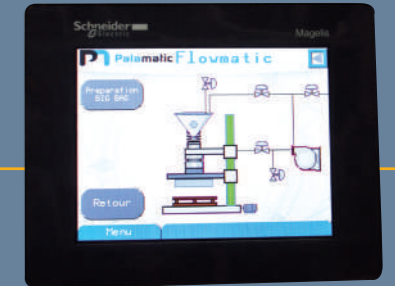 Schneider
Electric
Magelis
Palamatic Flowmatic
Preparation
BIG BAG
Retour
Menu